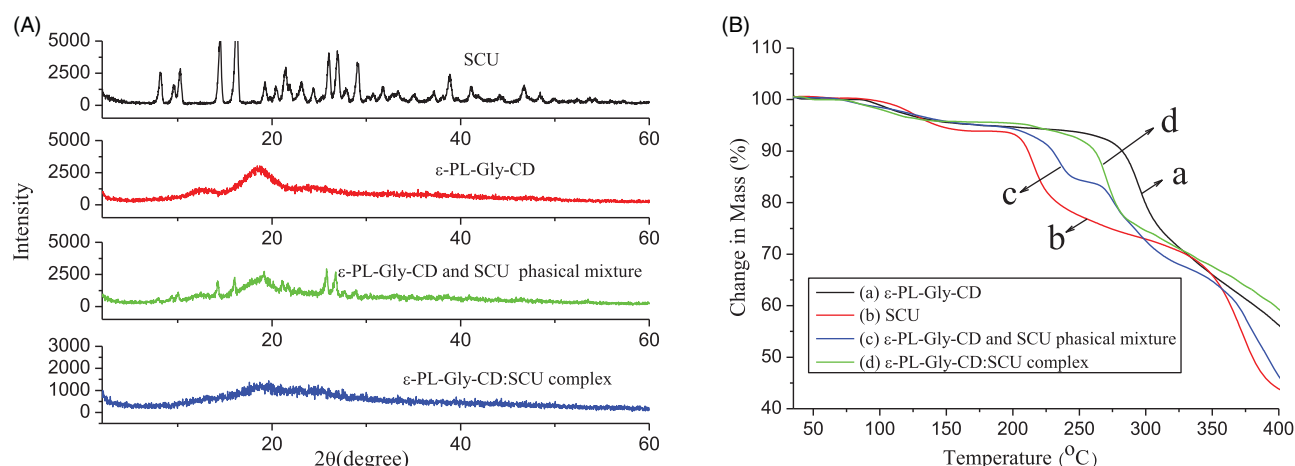 (A)
5000
2500
0
SCU
20
40
60
5000
2500
0
ε-PL-Gly-CD
20
40
60
5000
2500
0
ε-PL-Gly-CD and SCU phasical mixture
20
40
60
3000
2000
1000
0
ε-PL-Gly-CD:SCU complex
20
40
60
Intensity
2θ(degree)
(B)
110
100
90
80
70
60
50
40
Change in Mass (%)
d
a
c
b
(a) ε-PL-Gly-CD
(b) SCU
(c) ε-PL-Gly-CD and SCU phasical mixture
(d) ε-PL-Gly-CD:SCU complex
50 100 150 200 250 300 350 400
Temperature (°C)